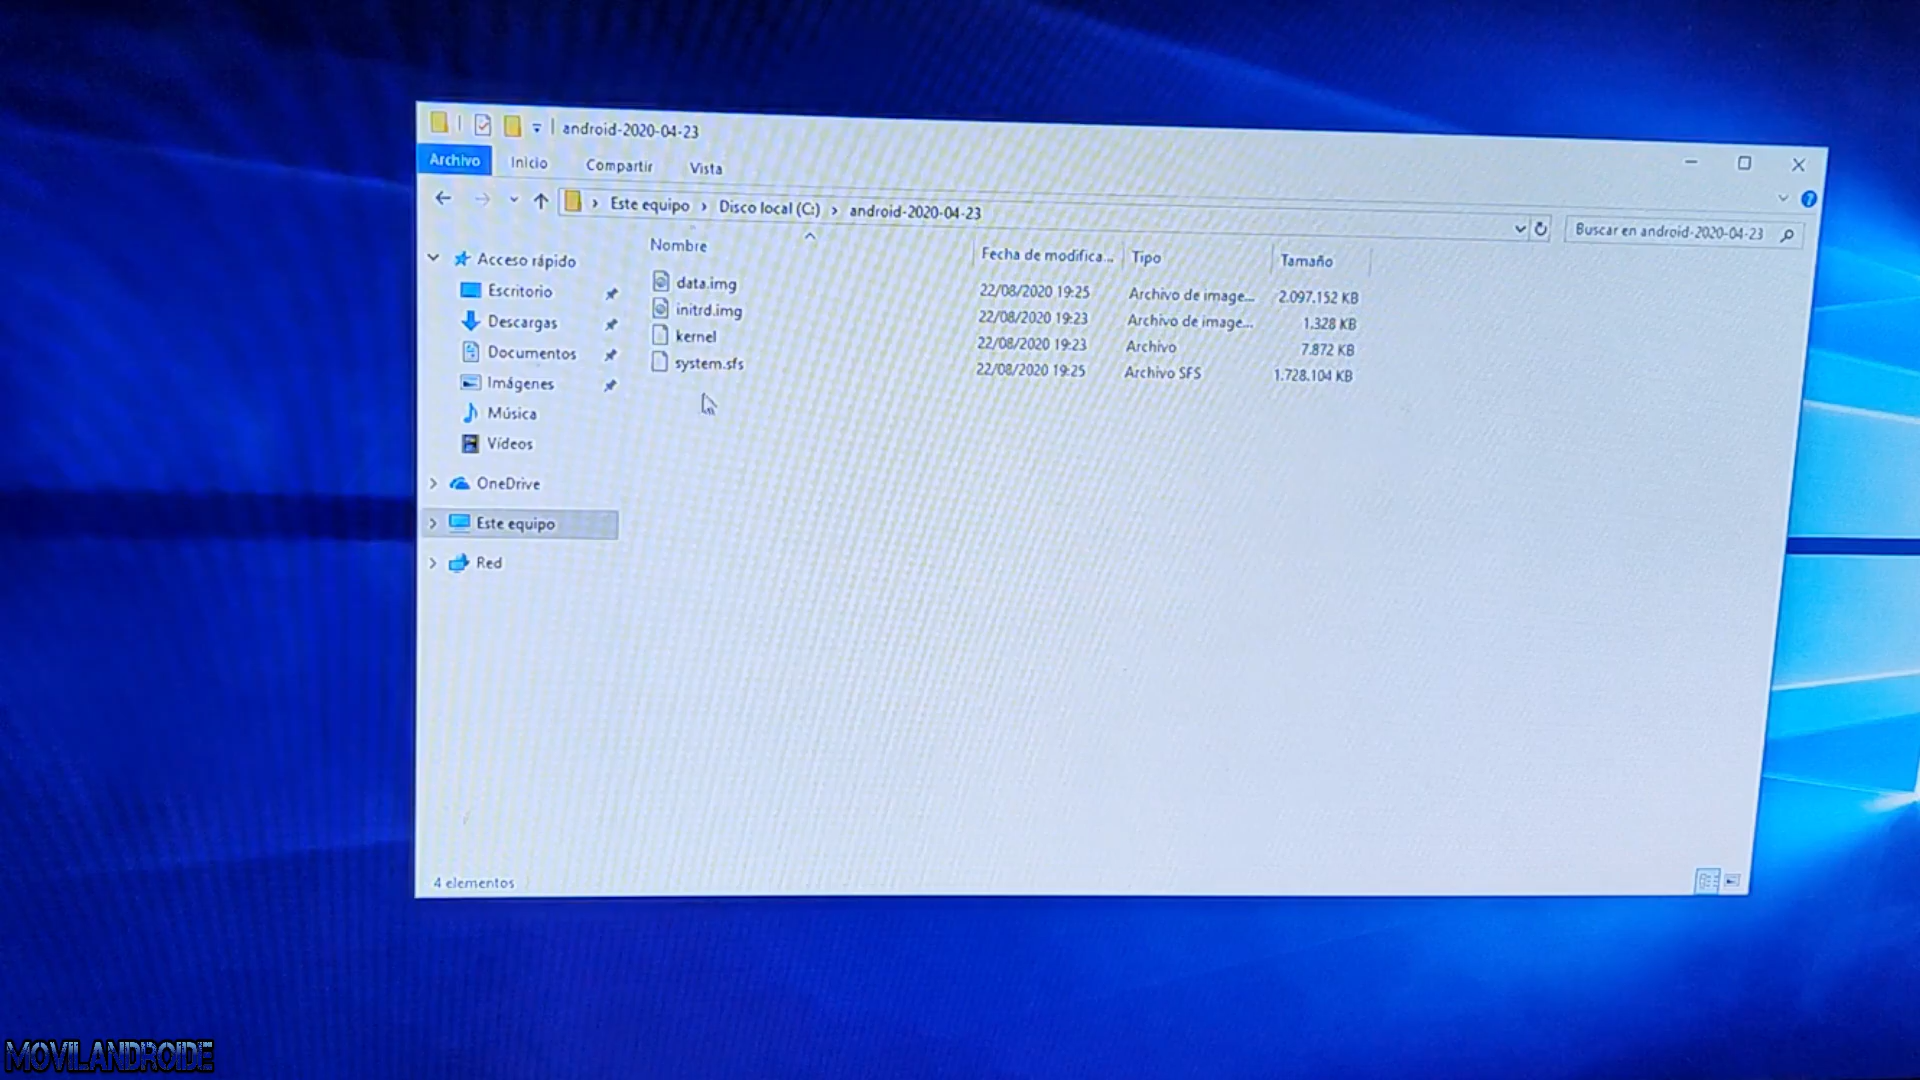 android-2020-04-23
Archivo Inicio Compartir Vista
Este equipo Disco local (C:) android-2020-04-23
Buscar en android-2020-04-23
Nombre Fecha de modifica... Tipo Tamaño
data.img 22/08/2020 19:25 Archivo de image... 2.097.152 KB
initrd.img 22/08/2020 19:23 Archivo de image... 1.328 KB
kernel 22/08/2020 19:23 Archivo 7.872 KB
system.sfs 22/08/2020 19:25 Archivo SFS 1.728.104 KB
Acceso rápido
Escritorio
Descargas
Documentos
Imágenes
Música
Vídeos
OneDrive
Este equipo
Red
4 elementos
MOVILANDROIDE